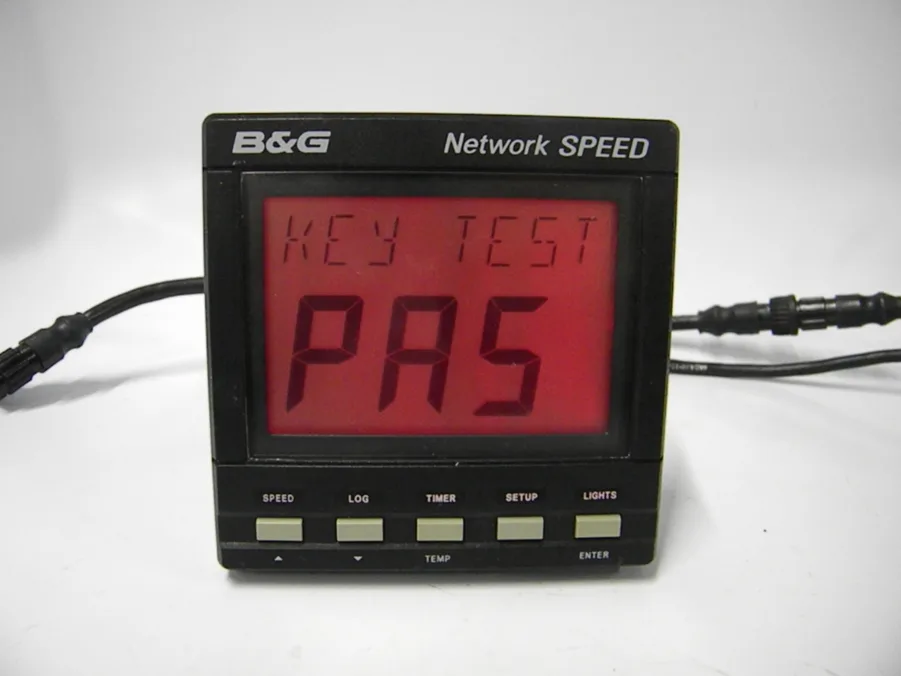 B&G Network SPEED
KEY TEST
PAS
SPEED LOG TIMER SETUP LIGHTS
TEMP ENTER